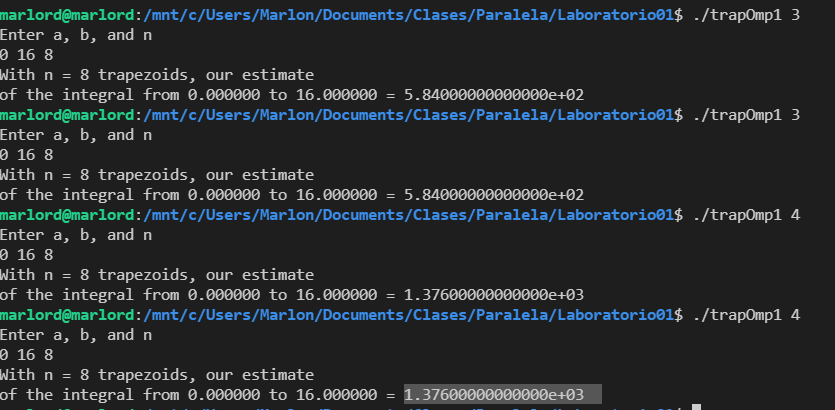 marlord@marlord:/mnt/c/Users/Marlon/Documents/Clases/Paralela/Laboratorio01$ ./trapOmp1 3
Enter a, b, and n
0 16 8
With n = 8 trapezoids, our estimate
of the integral from 0.000000 to 16.000000 = 5.84000000000000e+02
marlord@marlord:/mnt/c/Users/Marlon/Documents/Clases/Paralela/Laboratorio01$ ./trapOmp1 3
Enter a, b, and n
0 16 8
With n = 8 trapezoids, our estimate
of the integral from 0.000000 to 16.000000 = 5.84000000000000e+02
marlord@marlord:/mnt/c/Users/Marlon/Documents/Clases/Paralela/Laboratorio01$ ./trapOmp1 4
Enter a, b, and n
0 16 8
With n = 8 trapezoids, our estimate
of the integral from 0.000000 to 16.000000 = 1.37600000000000e+03
marlord@marlord:/mnt/c/Users/Marlon/Documents/Clases/Paralela/Laboratorio01$ ./trapOmp1 4
Enter a, b, and n
0 16 8
With n = 8 trapezoids, our estimate
of the integral from 0.000000 to 16.000000 = 1.37600000000000e+03